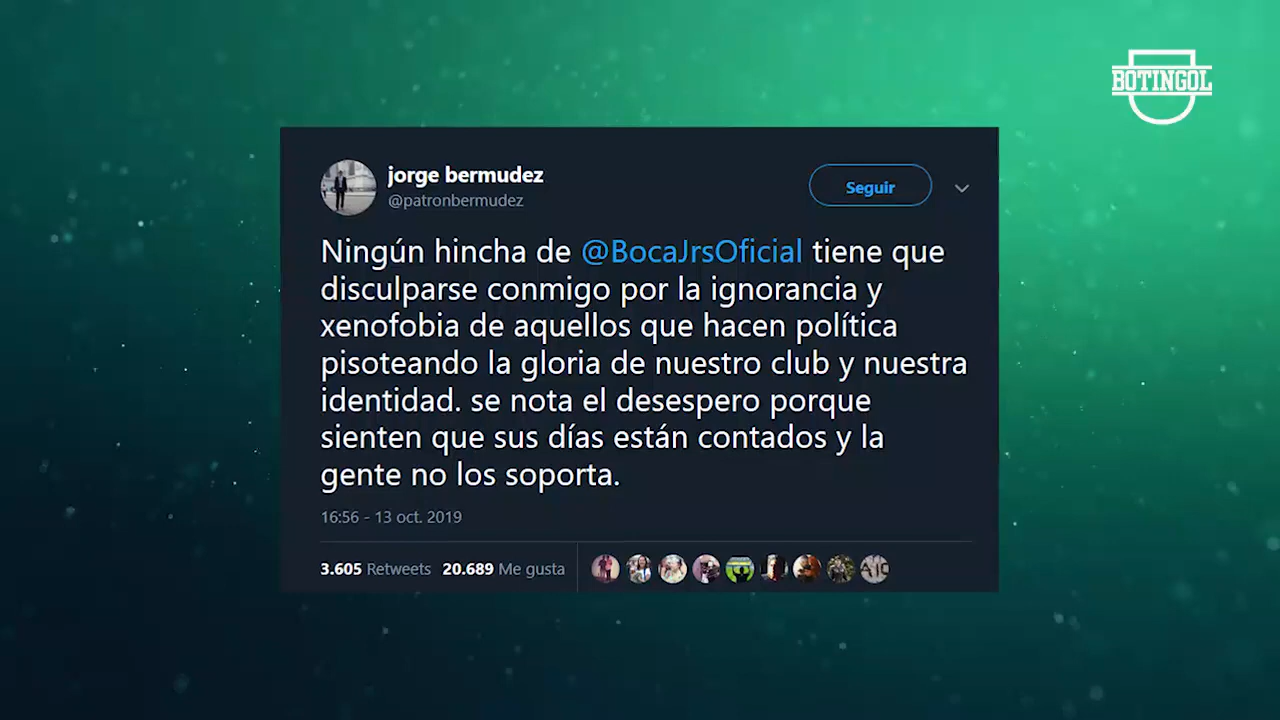 BOTINGOL
jorge bermudez
@patronbermudez
Seguir
Ningún hincha de @BocaJrsOficial tiene que
disculparse conmigo por la ignorancia y
xenofobia de aquellos que hacen política
pisoteando la gloria de nuestro club y nuestra
identidad. se nota el desespero porque
sienten que sus días están contados y la
gente no los soporta.
16:56 - 13 oct. 2019
3.605 Retweets 20.689 Me gusta